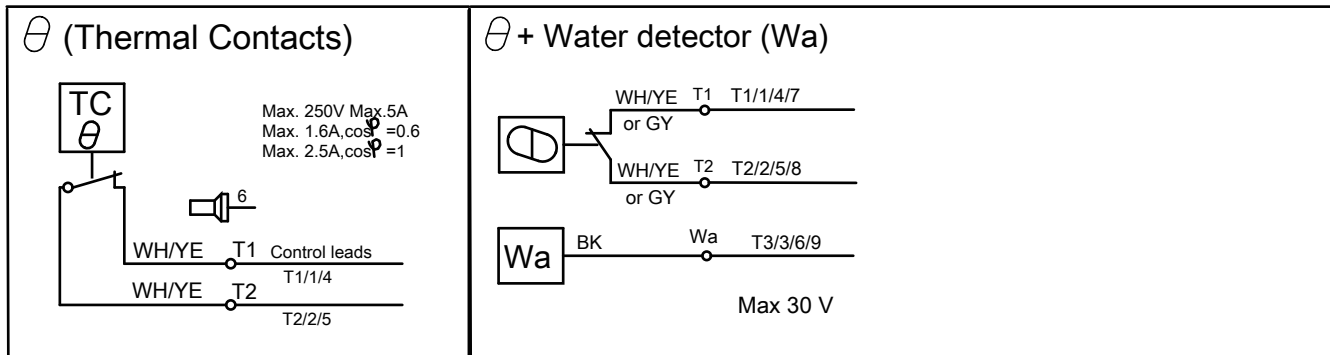 θ (Thermal Contacts)
TC
θ
Max. 250V Max.5A
Max. 1.6A,cosφ =0.6
Max. 2.5A,cosφ =1
6
WH/YE T1 Control leads
T1/1/4
WH/YE T2
T2/2/5
θ + Water detector (Wa)
WH/YE T1 T1/1/4/7
or GY
θ
WH/YE T2 T2/2/5/8
or GY
Wa BK Wa T3/3/6/9
Max 30 V